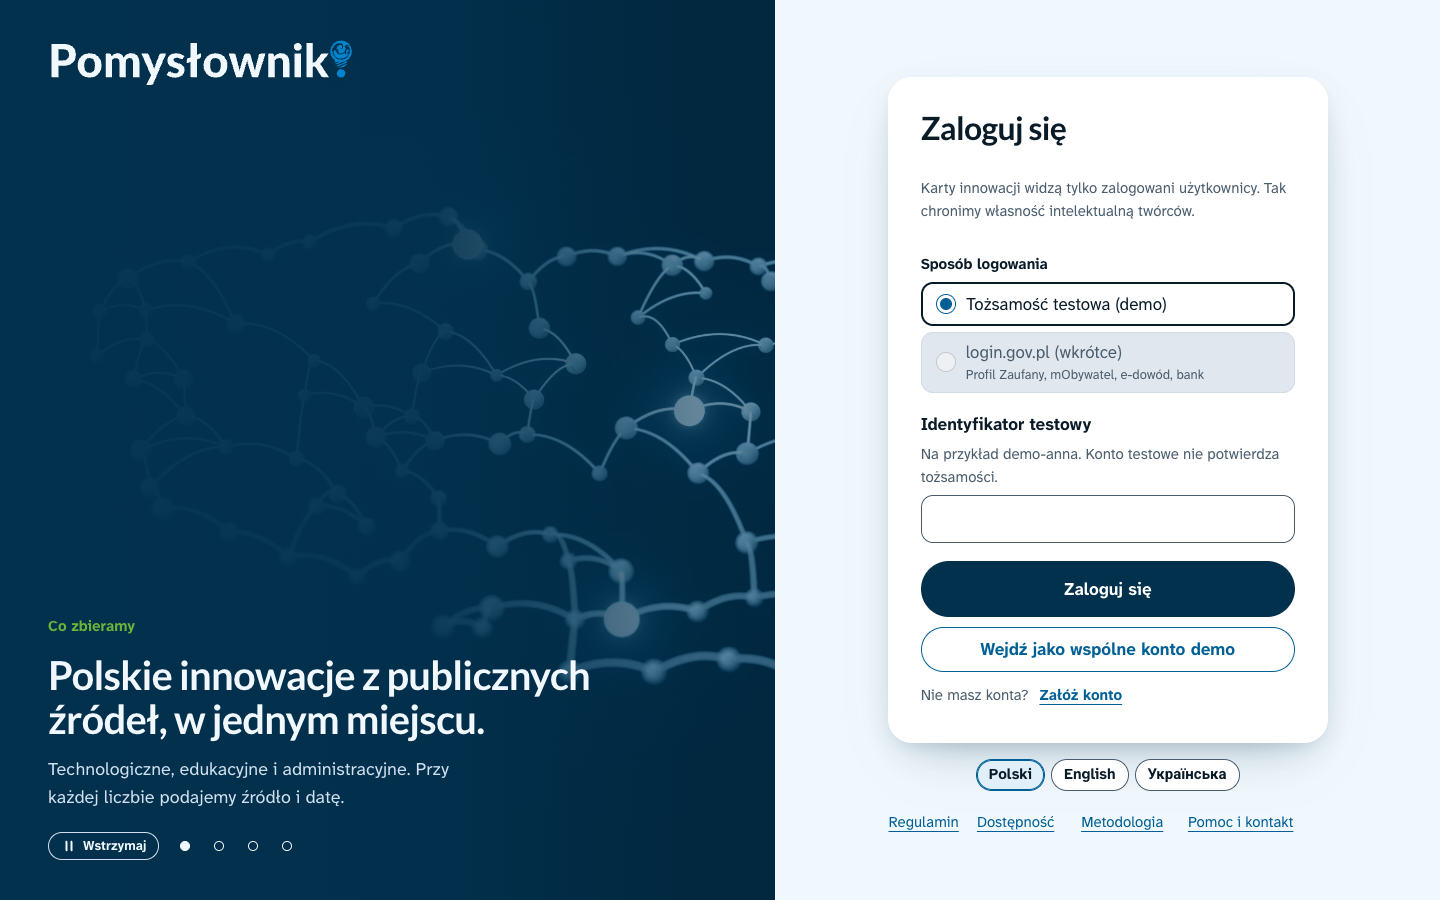 Pomysłownik
Co zbieramy
Polskie innowacje z publicznych
źródeł, w jednym miejscu.
Technologiczne, edukacyjne i administracyjne. Przy
każdej liczbie podajemy źródło i datę.
Wstrzymaj
Zaloguj się
Karty innowacji widzą tylko zalogowani użytkownicy. Tak
chronimy własność intelektualną twórców.
Sposób logowania
Tożsamość testowa (demo)
login.gov.pl (wkrótce)
Profil Zaufany, mObywatel, e-dowód, bank
Identyfikator testowy
Na przykład demo-anna. Konto testowe nie potwierdza
tożsamości.
Zaloguj się
Wejdź jako wspólne konto demo
Nie masz konta? Załóż konto
Polski English Українська
Regulamin Dostępność Metodologia Pomoc i kontakt